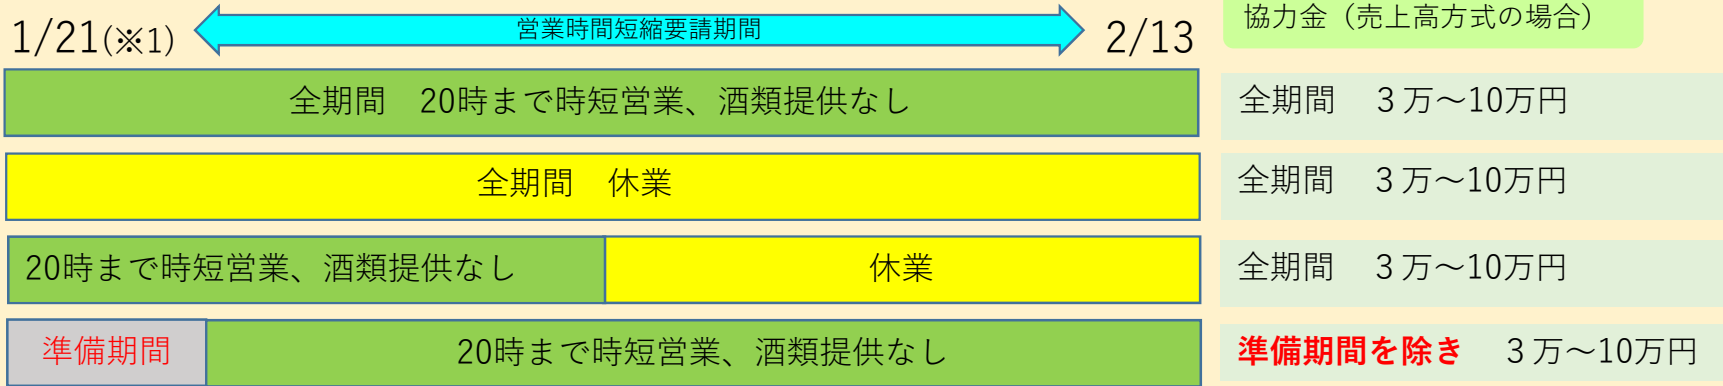 営業時間短縮要請期間
協力金（売上高方式の場合）
1/21(※1)
2/13
全期間　20時まで時短営業、酒類提供なし
全期間　３万～10万円
全期間　休業
全期間　３万～10万円
20時まで時短営業、酒類提供なし
休業
全期間　３万～10万円
準備期間
20時まで時短営業、酒類提供なし
準備期間を除き　３万～10万円